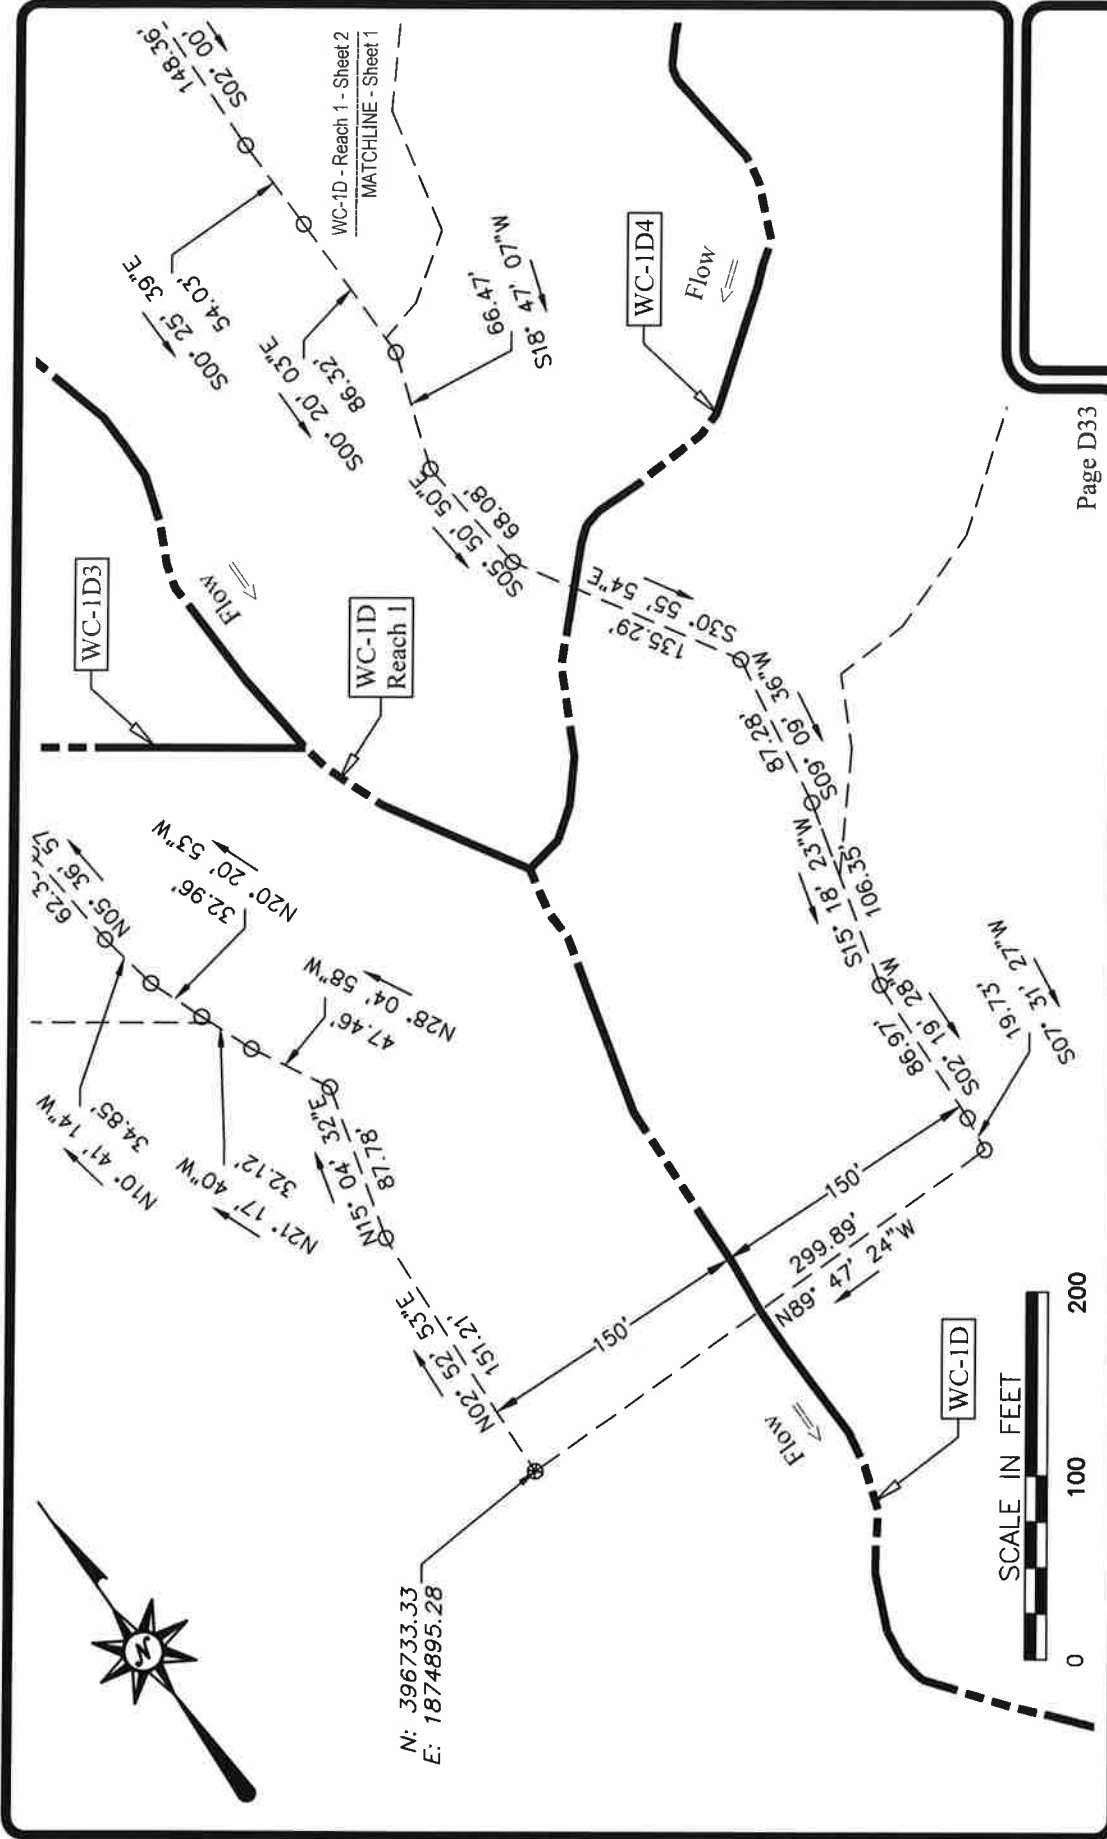 148.36'
S02° 00'
WC-1D - Reach 1 - Sheet 2
MATCHLINE - Sheet 1
S00° 25' 39"E
54.03'
S00° 20' 03"E
86.32'
66.47'
S18° 47' 07"W
S05° 50' 50"E
68.08'
WC-1D4
Flow
WC-1D3
Flow
WC-1D
Reach 1
S30° 55' 54"E
135.29'
87.28'
S09° 09' 36"W
S15° 18' 23"W
106.35'
86.97'
S02° 19' 28"W
19.73'
S07° 31' 27"W
N05° 36' 57
N20° 20' 53"W
32.96'
N28° 04' 58"W
47.46'
N10° 41' 14"W
34.85'
N21° 17' 40"W
32.12'
N15° 04' 32"E
87.78'
N02° 52' 53"E
151.21'
150'
150'
299.89'
N89° 47' 24"W
Flow
WC-1D
N: 396733.33
E: 1874895.28
N
SCALE IN FEET
0 100 200
Page D33